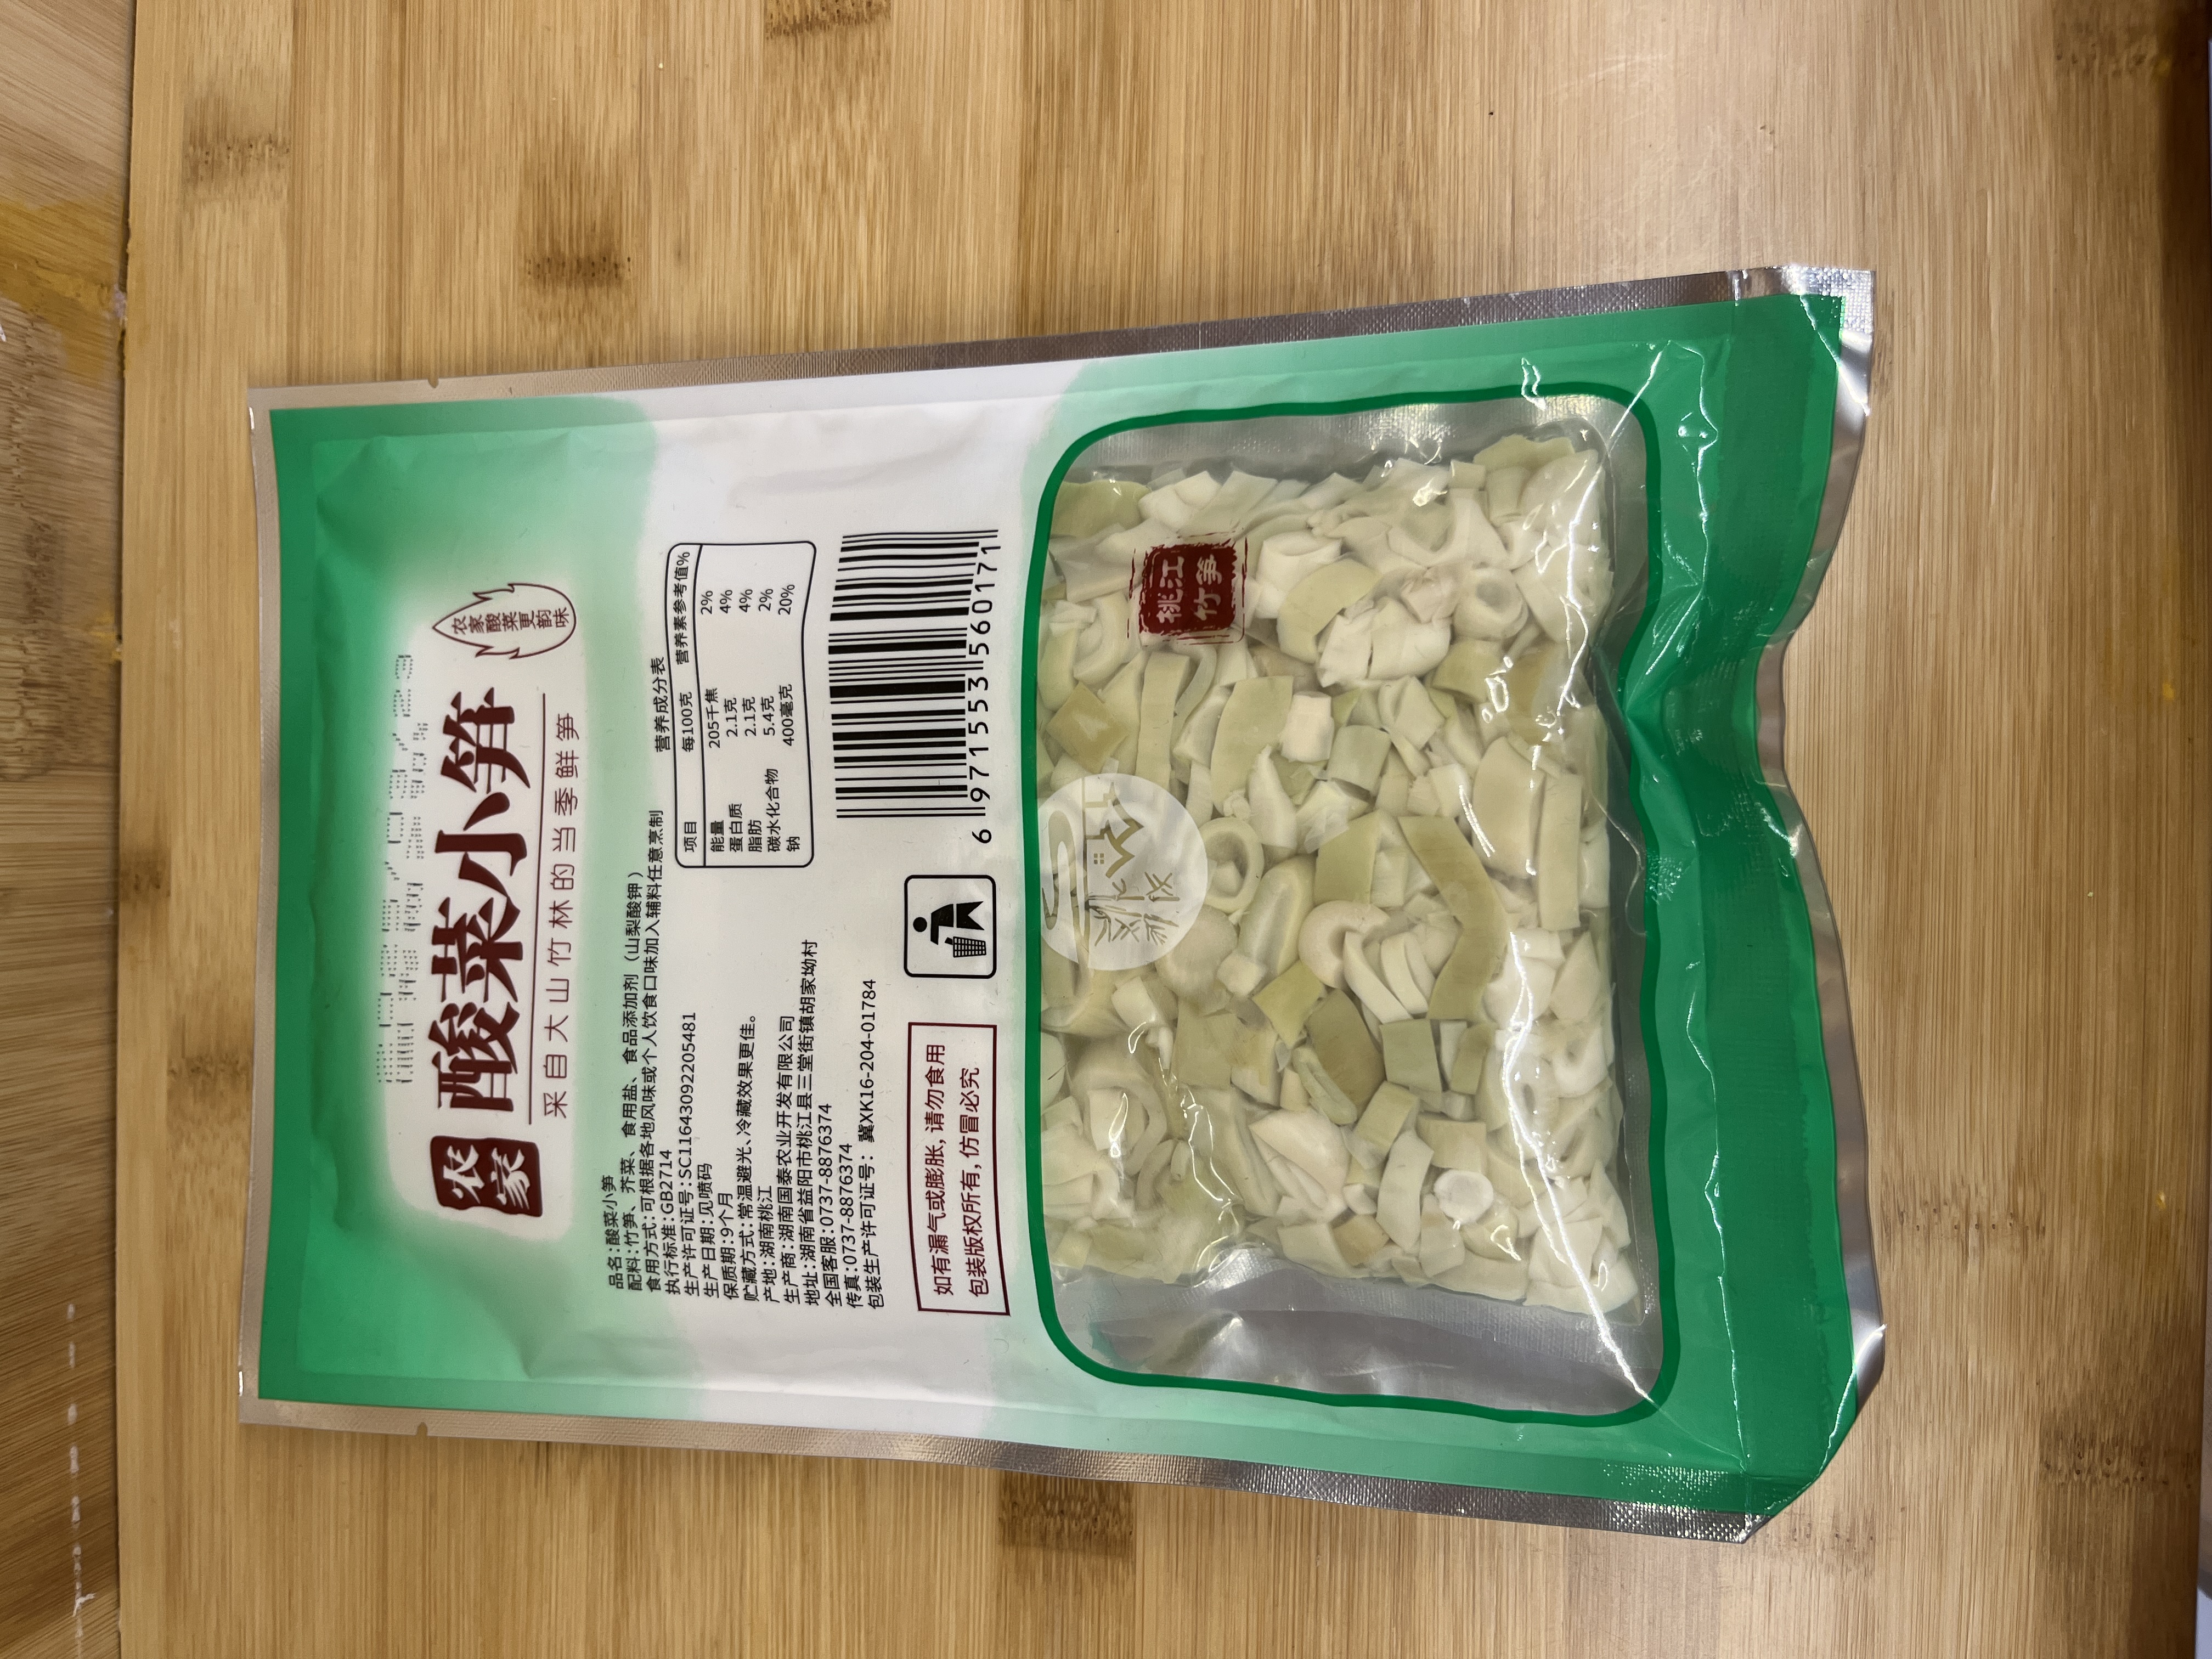 农家
酸菜小笋
农家
酸菜更
韵味
采自大山竹林的当季鲜笋
品名:酸菜小笋
配料:竹笋、芥菜、食用盐、食品添加剂（山梨酸钾）
食用方式:可根据各地风味或个人饮食口味加入辅料任意烹制
执行标准:GB2714
生产许可证号:SC11643092205481
生产日期:见喷码
保质期:9个月
贮藏方式:常温避光、冷藏效果更佳。
产地:湖南桃江
生产商:湖南国泰农业开发有限公司
地址:湖南省益阳市桃江县三堂街镇胡家坳村
全国客服:0737-8876374
传真:0737-8876374
包装生产许可证号：冀XK16-204-01784
营养成分表
项目 每100克 营养素参考值%
能量 205千焦 2%
蛋白质 2.1克 4%
脂肪 2.1克 4%
碳水化合物 5.4克 2%
钠 400毫克 20%
如有漏气或膨胀,请勿食用
包装版权所有,仿冒必究
6 971553 560171
桃江
竹笋